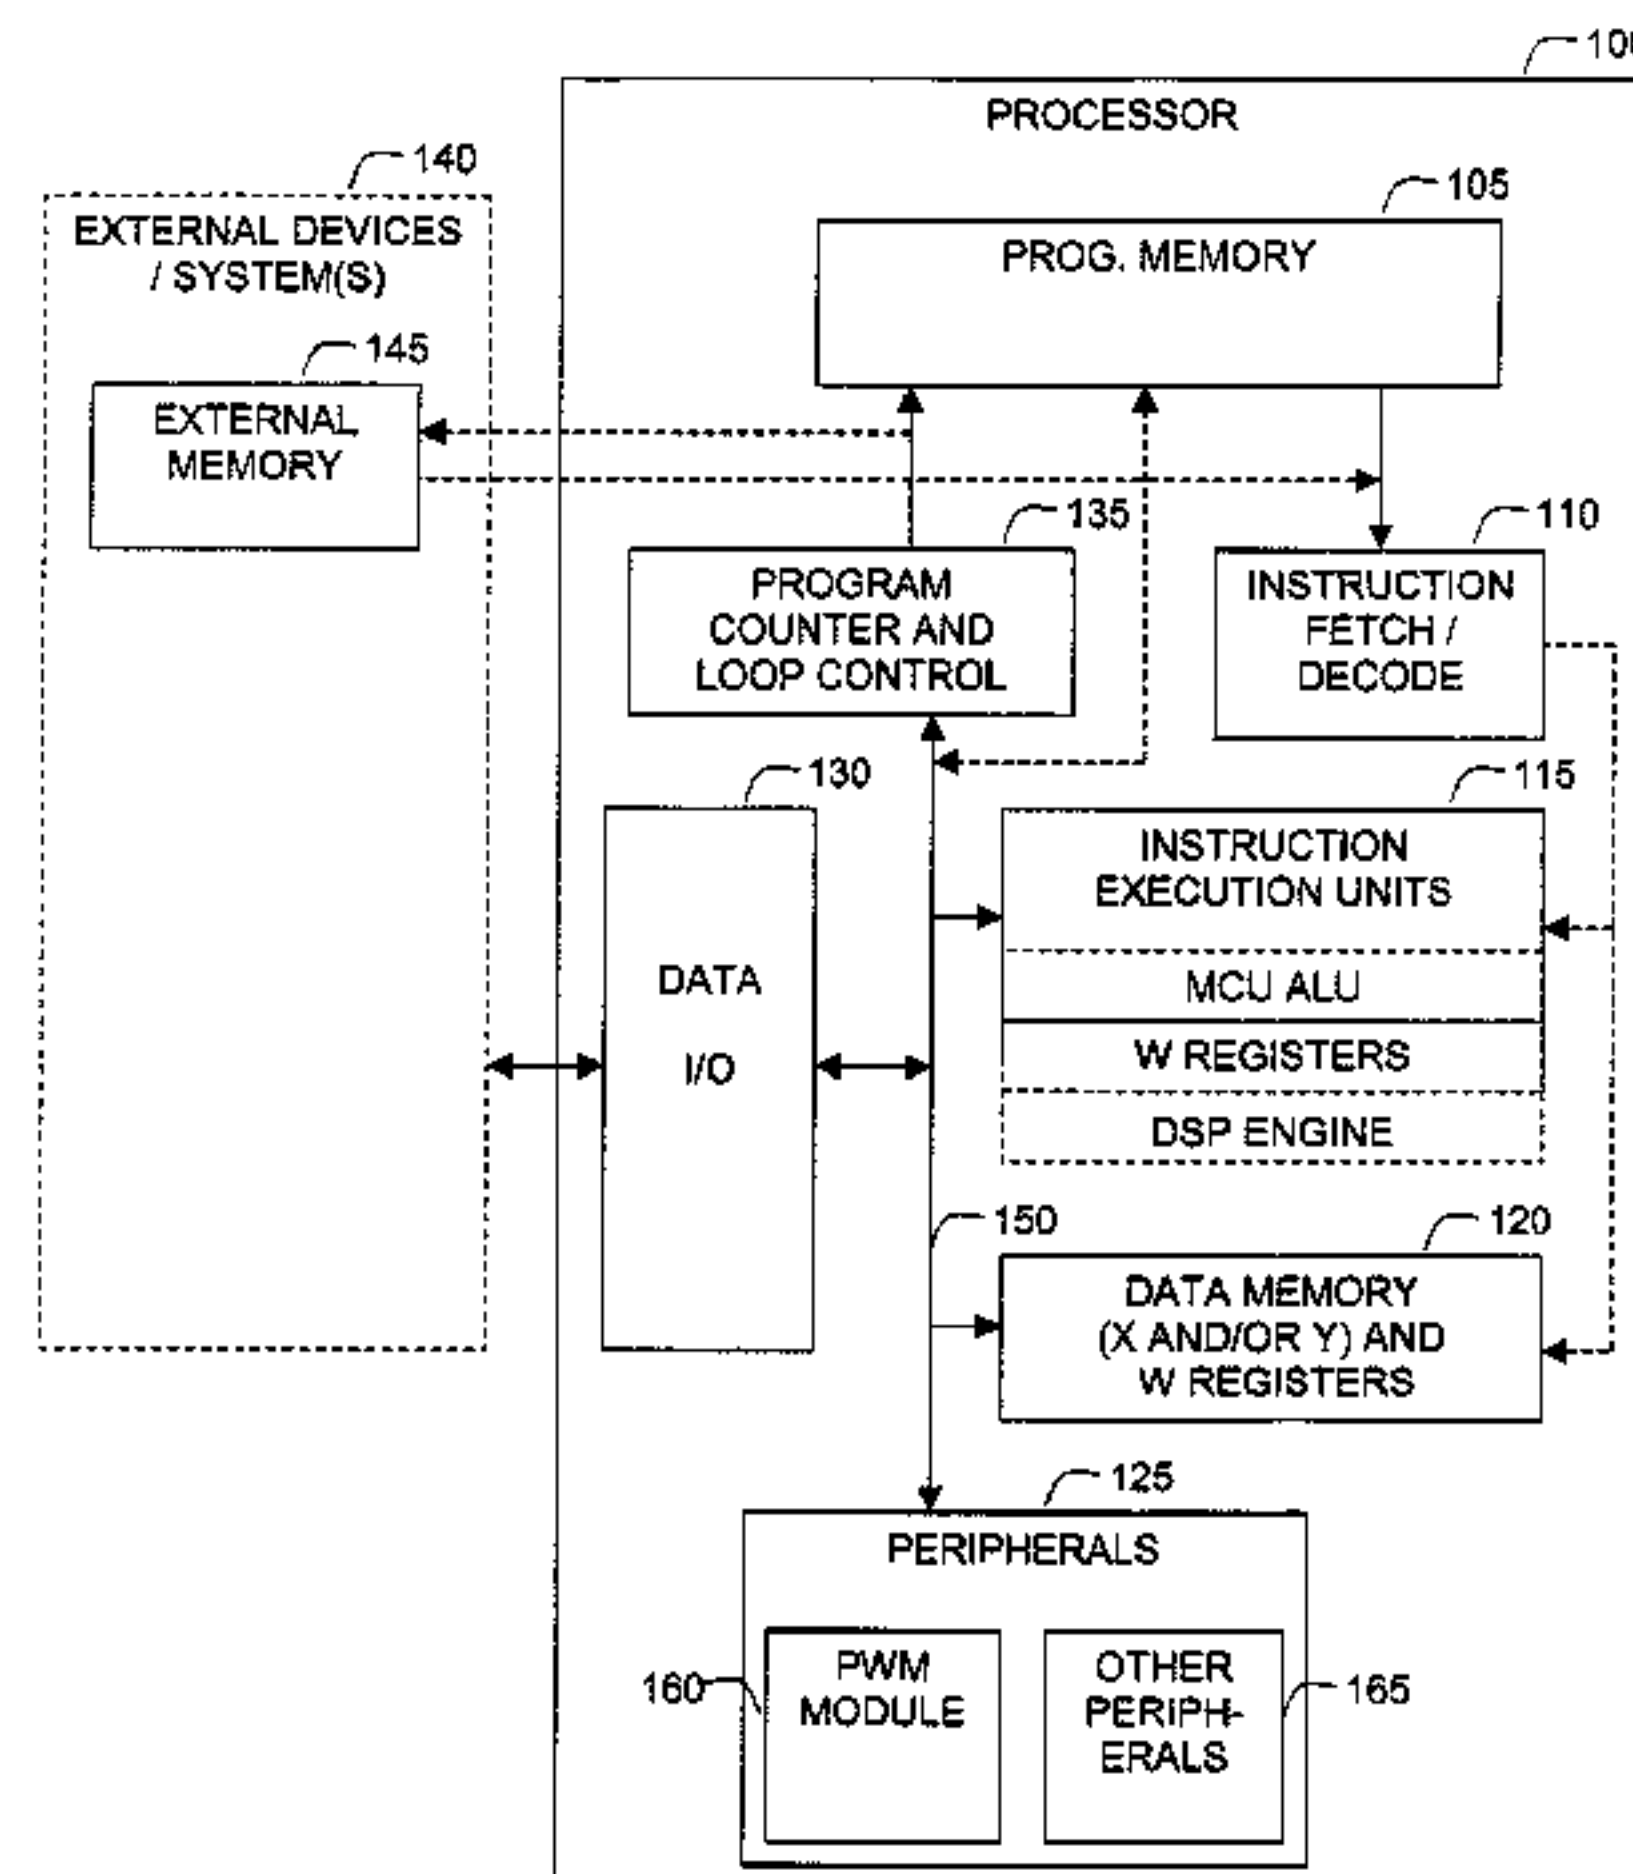 100
PROCESSOR
140
EXTERNAL DEVICES
/ SYSTEM(S)
105
PROG. MEMORY
145
EXTERNAL
MEMORY
135
PROGRAM
COUNTER AND
LOOP CONTROL
110
INSTRUCTION
FETCH /
DECODE
130
DATA
I/O
115
INSTRUCTION
EXECUTION UNITS
MCU ALU
W REGISTERS
DSP ENGINE
150
120
DATA MEMORY
(X AND/OR Y) AND
W REGISTERS
125
PERIPHERALS
160
PWM
MODULE
OTHER
PERIPH-
ERALS
165